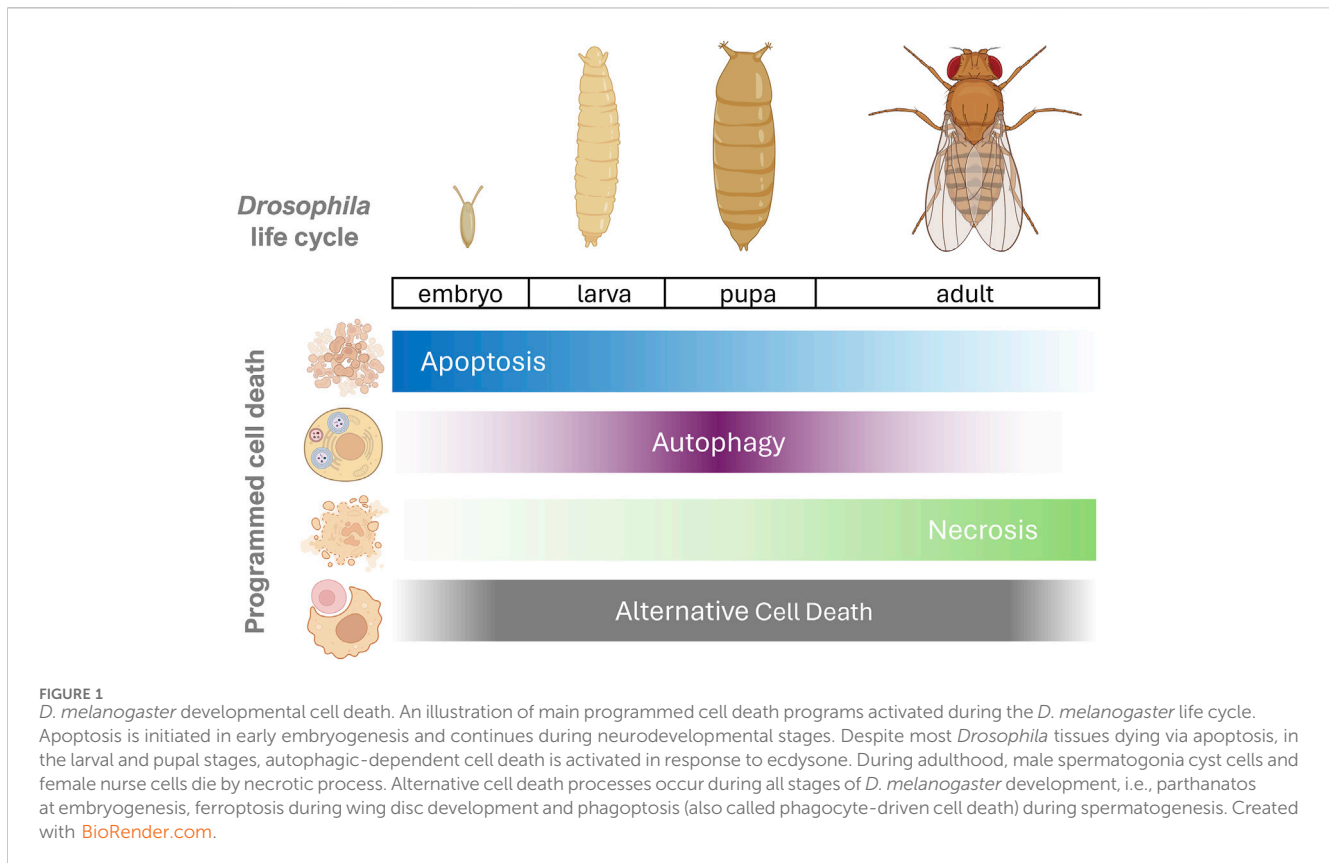 Drosophila
life cycle
embryo
larva
pupa
adult
Programmed cell death
Apoptosis
Autophagy
Necrosis
Alternative Cell Death
FIGURE 1
D. melanogaster developmental cell death. An illustration of main programmed cell death programs activated during the D. melanogaster life cycle.
Apoptosis is initiated in early embryogenesis and continues during neurodevelopmental stages. Despite most Drosophila tissues dying via apoptosis, in
the larval and pupal stages, autophagic-dependent cell death is activated in response to ecdysone. During adulthood, male spermatogonia cyst cells and
female nurse cells die by necrotic process. Alternative cell death processes occur during all stages of D. melanogaster development, i.e., parthanatos
at embryogenesis, ferroptosis during wing disc development and phagoptosis (also called phagocyte-driven cell death) during spermatogenesis. Created
with BioRender.com.